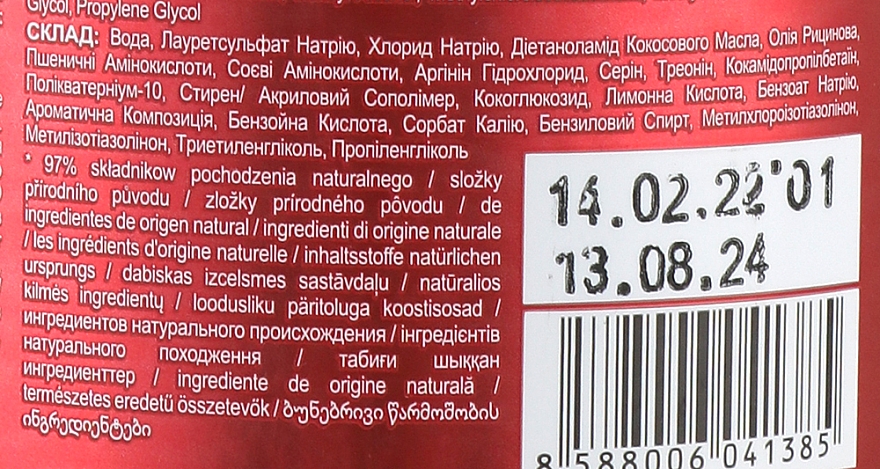 Glycol, Propylene Glycol
СКЛАД: Вода, Лауретсульфат Натрію, Хлорид Натрію, Діетаноламід Кокосового Масла, Олія Рицинова,
Пшеничні Амінокислоти, Соєві Амінокислоти, Аргінін Гідрохлорид, Серін, Треонін, Кокамідопропілбетаїн,
Полікватерніум-10, Стирен/ Акриловий Сополімер, Кокоглюкозид, Лимонна Кислота, Бензоат Натрію,
Ароматична Композиція, Бензойна Кислота, Сорбат Калію, Бензиловий Спирт, Метилхлороізотіазолінон,
Метилізотіазолінон, Триетиленгліколь, Пропіленгліколь
* 97% składnikow pochodzenia naturalnego / složky
přírodního původu / zložky prírodného pôvodu / de
ingredientes de origen natural / ingredienti di origine naturale
/ les ingrédients d'origine naturelle / inhaltsstoffe natürlichen
ursprungs / dabiskas izcelsmes sastāvdaļu / natūralios
kilmės ingredientų / loodusliku päritoluga koostisosad /
ингредиентов натурального происхождения / інгредієнтів
натурального походження / табиғи шыққан
ингредиенттер / ingrediente de origine naturală /
természetes eredetű összetevők / ბუნებრივი წარმოშობის
ინგრედიენტები
14.02.22'01
13.08.24
8 588006 041385